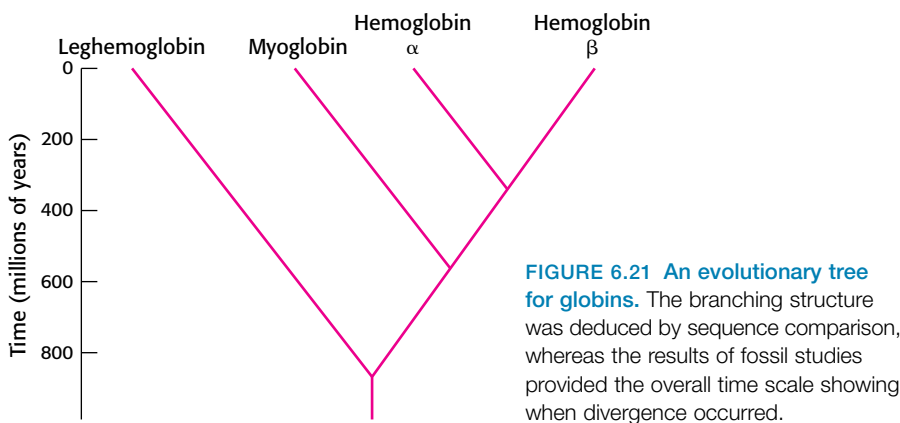 Hemoglobin
α
Hemoglobin
β
Leghemoglobin
Myoglobin
0
200
400
600
800
Time (millions of years)
FIGURE 6.21 An evolutionary tree
for globins. The branching structure
was deduced by sequence comparison,
whereas the results of fossil studies
provided the overall time scale showing
when divergence occurred.